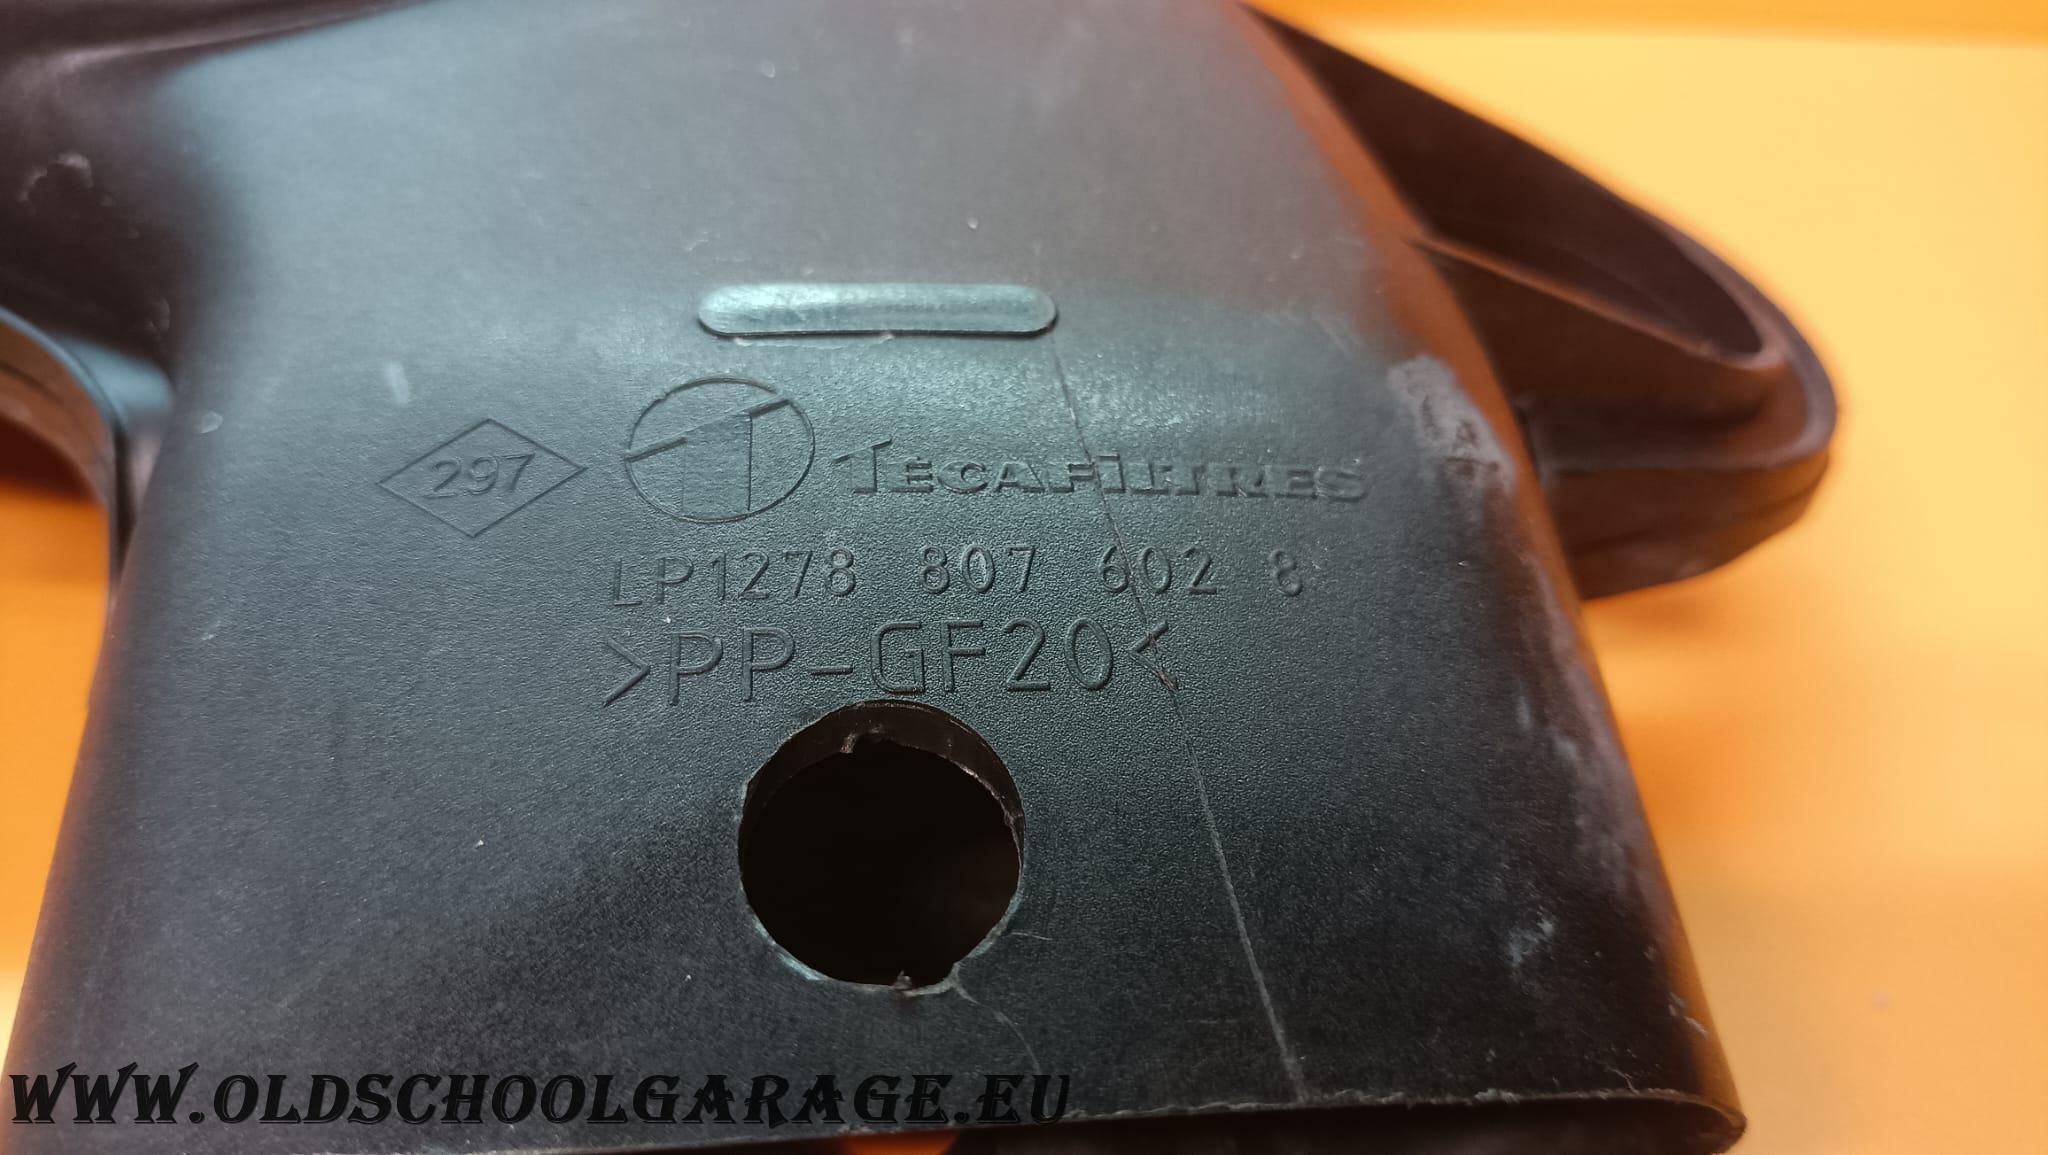 297 TECAFILTRES
LP1278 807 602 8
>PP-GF20<
WWW.OLDSCHOOLGARAGE.EU